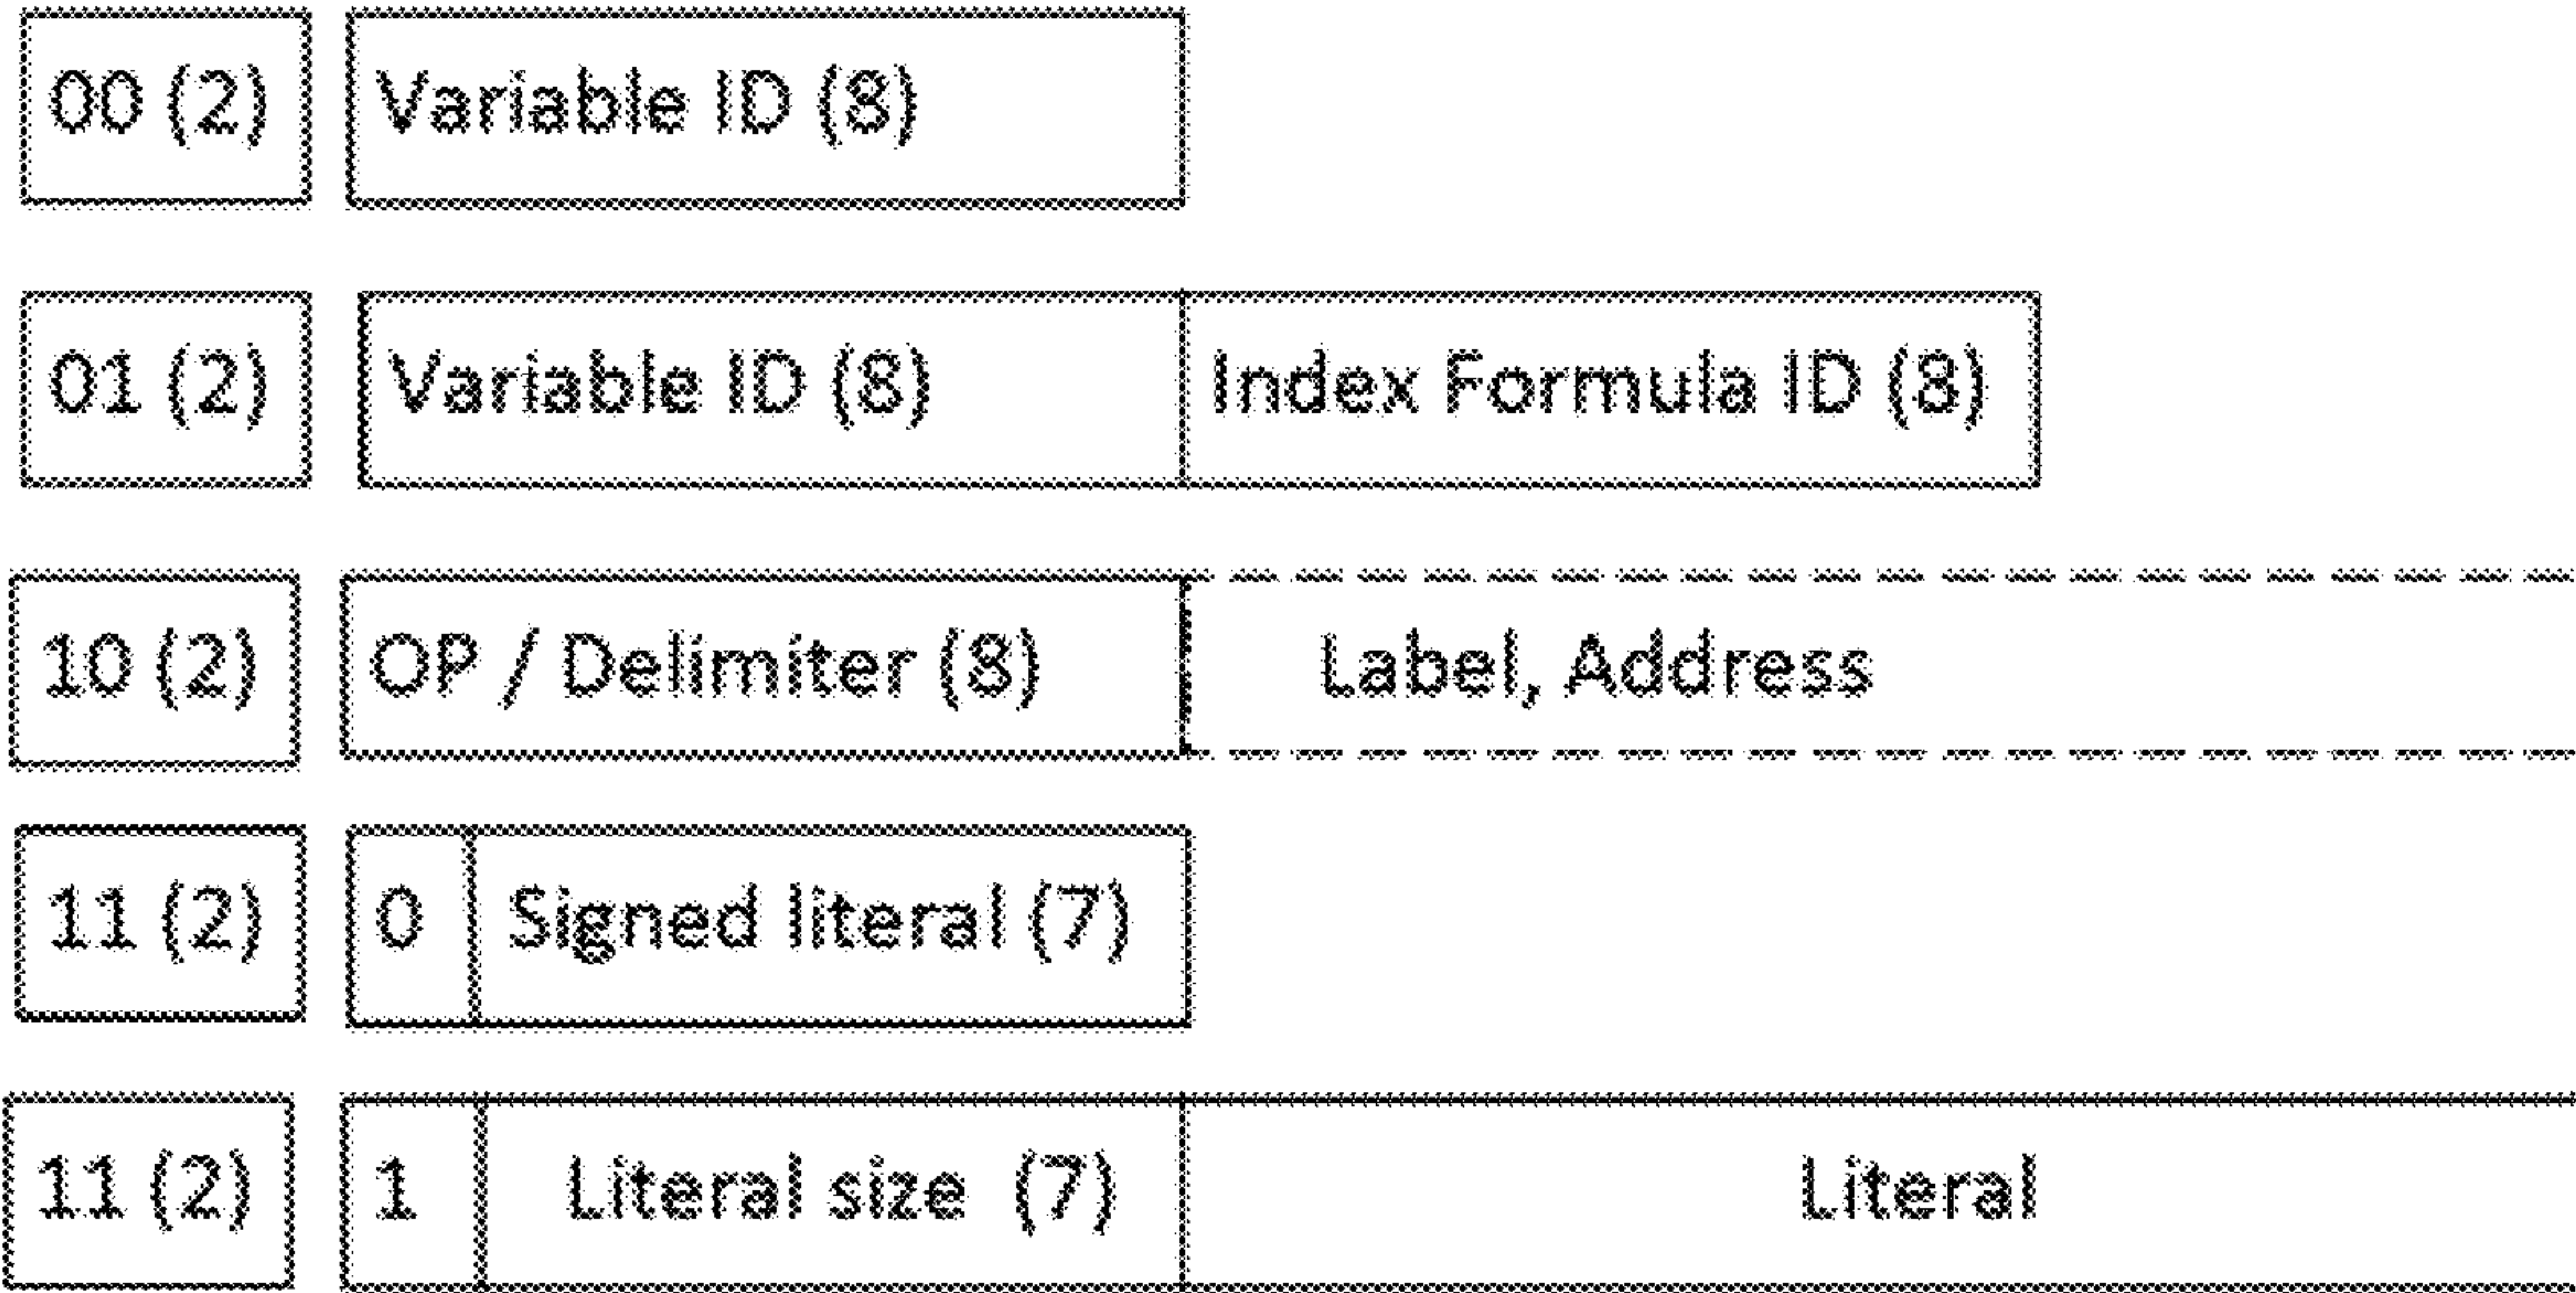 00 (2) Variable ID (8)
01 (2) Variable ID (8) Index Formula ID (8)
10 (2) OP / Delimiter (8) Label, Address
11 (2) 0 Signed literal (7)
11 (2) 1 Literal size (7) Literal